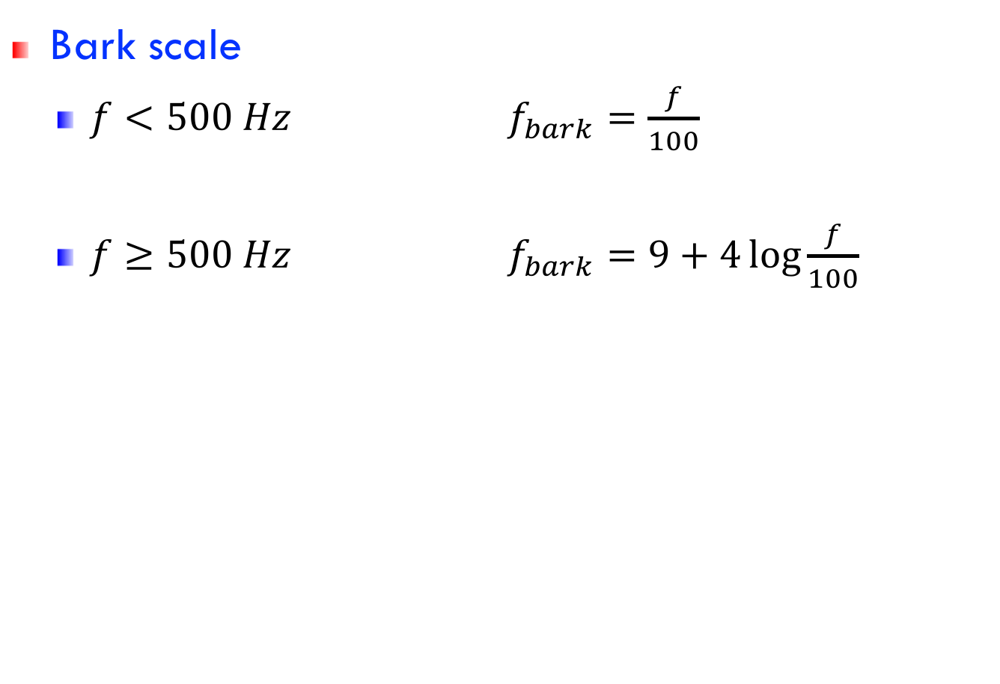 Bark scale
f < 500 Hz f_bark = f/100
f ≥ 500 Hz f_bark = 9 + 4 log f/100